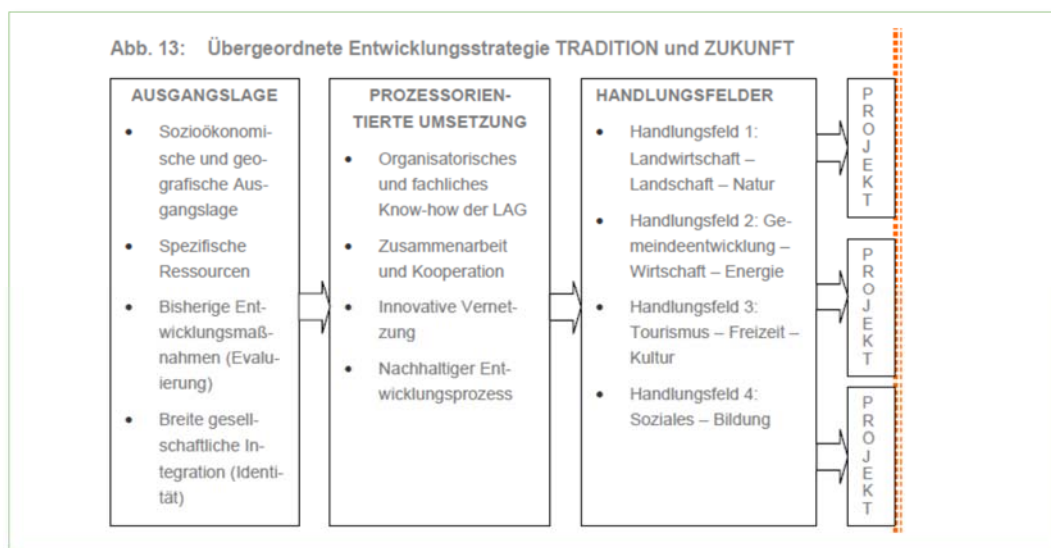 Abb. 13: Übergeordnete Entwicklungsstrategie TRADITION und ZUKUNFT
AUSGANGSLAGE
• Sozioökonomi-
sche und geo-
grafische Aus-
gangslage
• Spezifische
Ressourcen
• Bisherige Ent-
wicklungsmaß-
nahmen (Evalu-
ierung)
• Breite gesell-
schaftliche In-
tegration (Identi-
tät)
PROZESSORIEN-
TIERTE UMSETZUNG
• Organisatorisches
und fachliches
Know-how der LAG
• Zusammenarbeit
und Kooperation
• Innovative Vernet-
zung
• Nachhaltiger Ent-
wicklungsprozess
HANDLUNGSFELDER
• Handlungsfeld 1:
Landwirtschaft –
Landschaft – Natur
• Handlungsfeld 2: Ge-
meindeentwicklung –
Wirtschaft – Energie
• Handlungsfeld 3:
Tourismus – Freizeit –
Kultur
• Handlungsfeld 4:
Soziales – Bildung
PROJEKT
PROJEKT
PROJEKT